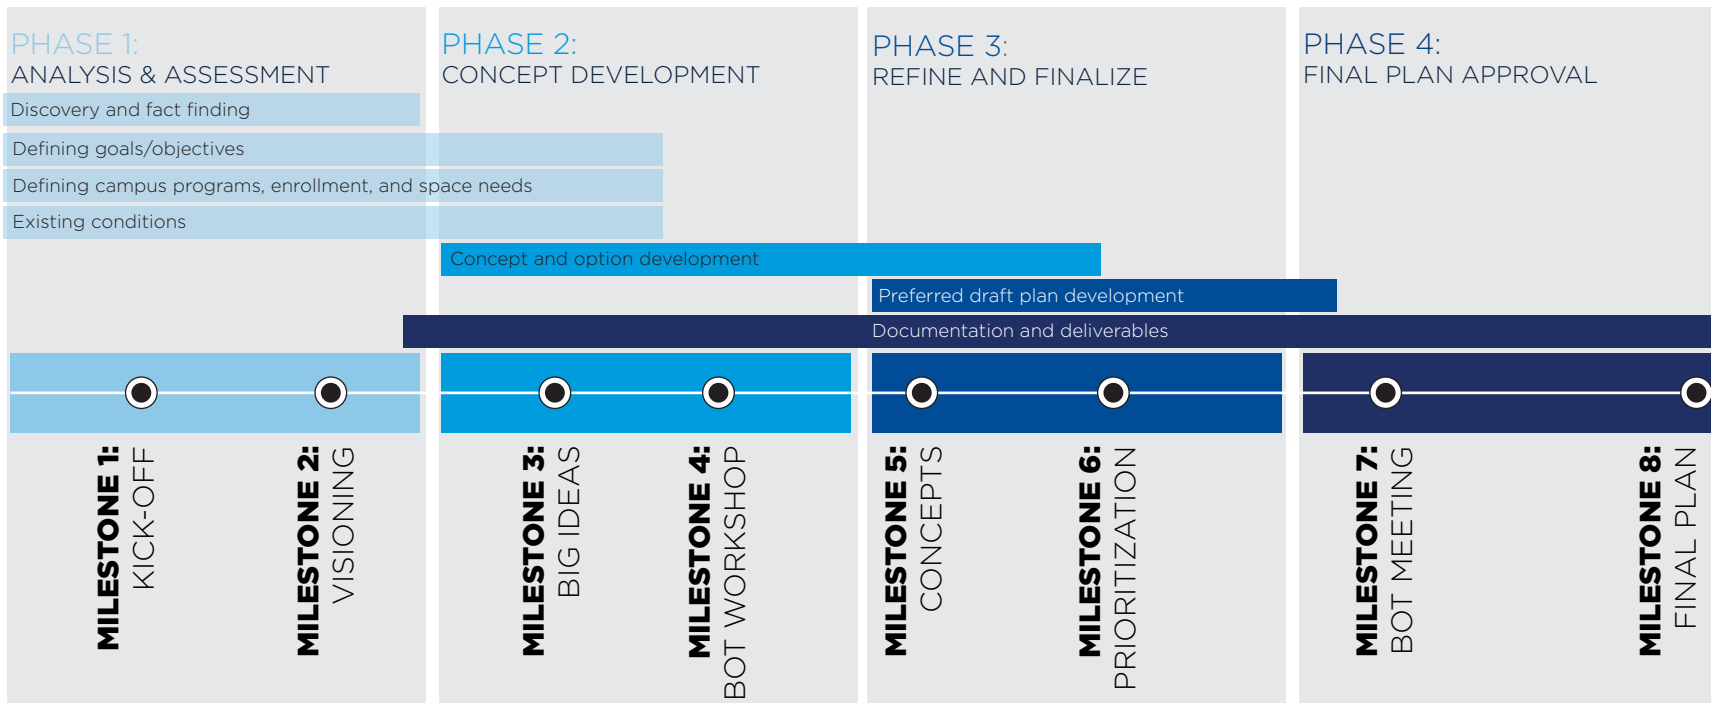 PHASE 1:
ANALYSIS & ASSESSMENT
PHASE 2:
CONCEPT DEVELOPMENT
PHASE 3:
REFINE AND FINALIZE
PHASE 4:
FINAL PLAN APPROVAL
Discovery and fact finding
Defining goals/objectives
Defining campus programs, enrollment, and space needs
Existing conditions
Concept and option development
Preferred draft plan development
Documentation and deliverables
MILESTONE 1:
KICK-OFF
MILESTONE 2:
VISIONING
MILESTONE 3:
BIG IDEAS
MILESTONE 4:
BOT WORKSHOP
MILESTONE 5:
CONCEPTS
MILESTONE 6:
PRIORITIZATION
MILESTONE 7:
BOT MEETING
MILESTONE 8:
FINAL PLAN